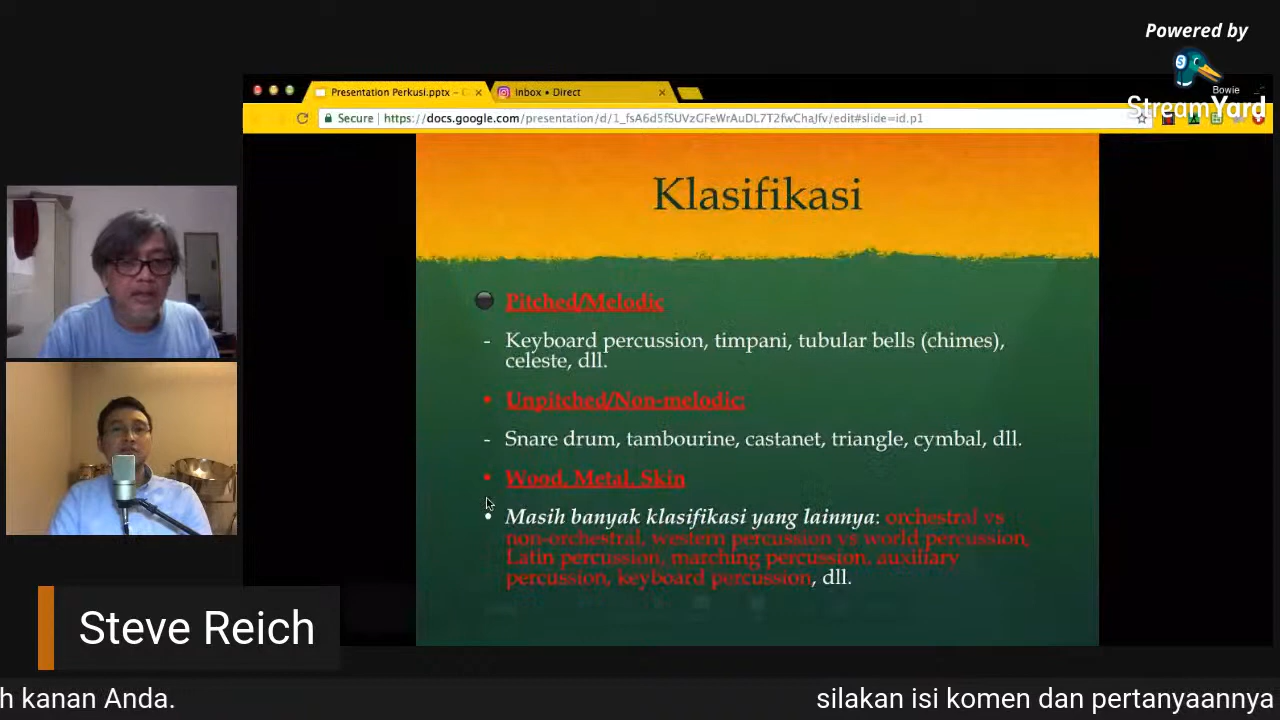 Powered by
Bowie
StreamYard
Presentation Perkusi.pptx – G
Inbox • Direct
Secure | https://docs.google.com/presentation/d/1_fsA6d5fSUVzGFeWrAuDL7T2fwChaJfv/edit#slide=id.p1
Klasifikasi
Pitched/Melodic
- Keyboard percussion, timpani, tubular bells (chimes),
celeste, dll.
• Unpitched/Non-melodic:
- Snare drum, tambourine, castanet, triangle, cymbal, dll.
• Wood, Metal, Skin
• Masih banyak klasifikasi yang lainnya: orchestral vs
non-orchestral, western percussion vs world percussion,
Latin percussion, marching percussion, auxiliary
percussion, keyboard percussion, dll.
Steve Reich
h kanan Anda.
silakan isi komen dan pertanyaannya